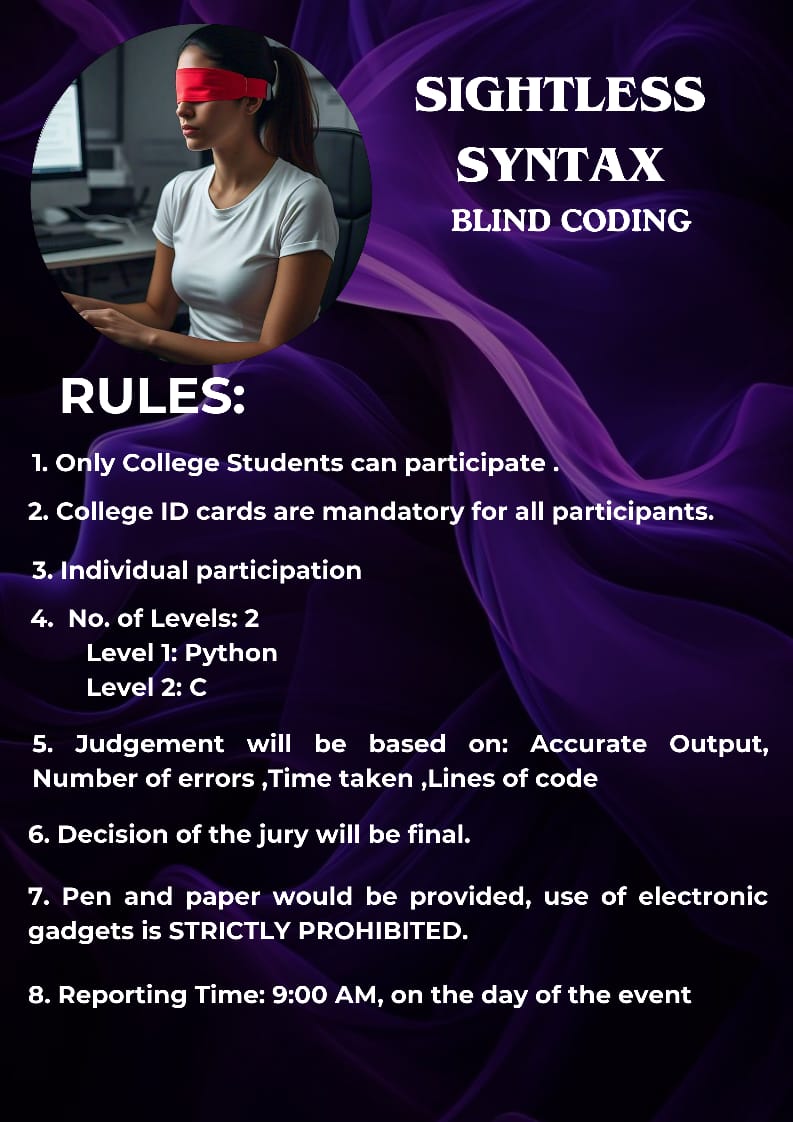 SIGHTLESS
SYNTAX
BLIND CODING
RULES:
1. Only College Students can participate .
2. College ID cards are mandatory for all participants.
3. Individual participation
4. No. of Levels: 2
Level 1: Python
Level 2: C
5. Judgement will be based on: Accurate Output,
Number of errors ,Time taken ,Lines of code
6. Decision of the jury will be final.
7. Pen and paper would be provided, use of electronic
gadgets is STRICTLY PROHIBITED.
8. Reporting Time: 9:00 AM, on the day of the event